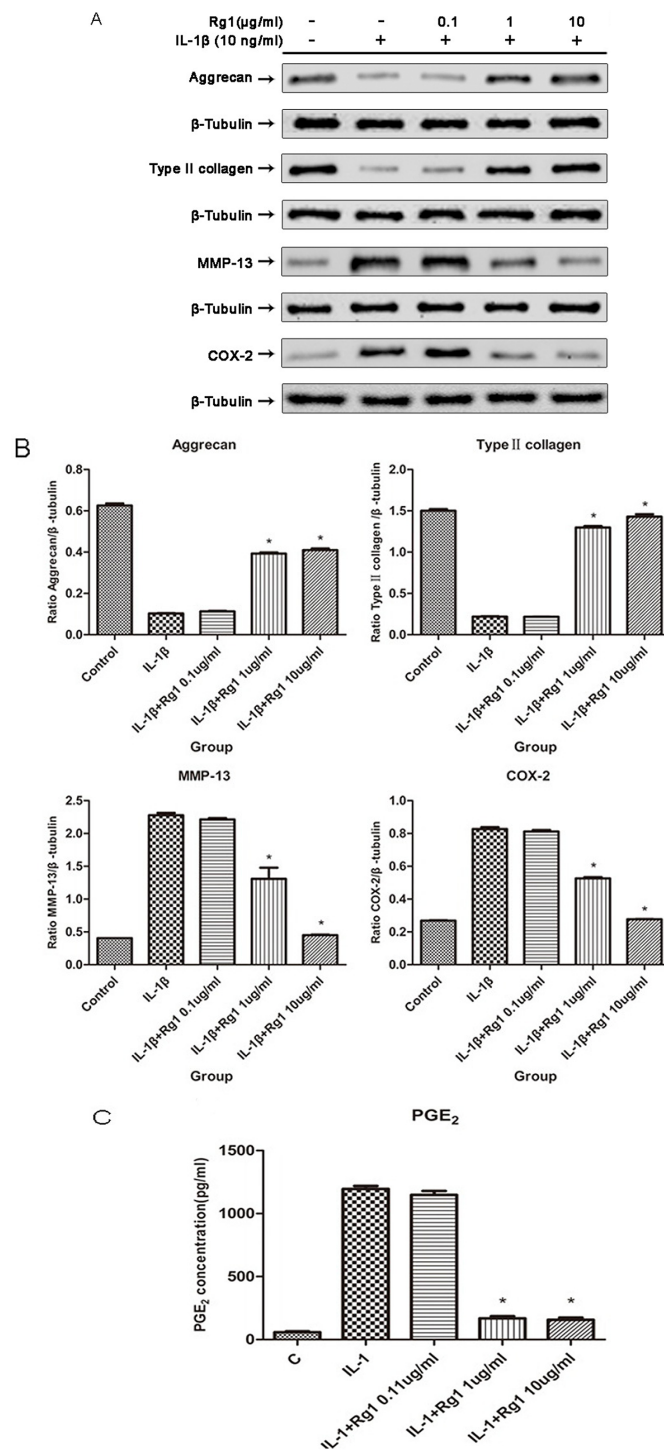 A
Rg1(μg/ml) - - 0.1 1 10
IL-1β (10 ng/ml) - + + + +
Aggrecan →
β-Tubulin →
Type II collagen →
β-Tubulin →
MMP-13 →
β-Tubulin →
COX-2 →
β-Tubulin →
B
Aggrecan
Ratio Aggrecan/β -tubulin
0.8
0.6
0.4
0.2
0.0
* *
Control
IL-1β
IL-1β+Rg1 0.1ug/ml
IL-1β+Rg1 1ug/ml
IL-1β+Rg1 10ug/ml
Group
Type Ⅱ collagen
Ratio Type Ⅱ collagen /β -tubulin
2.0
1.5
1.0
0.5
0.0
* *
Control
IL-1β
IL-1β+Rg1 0.1ug/ml
IL-1β+Rg1 1ug/ml
IL-1β+Rg1 10ug/ml
Group
MMP-13
Ratio MMP-13/β -tubulin
2.5
2.0
1.5
1.0
0.5
0.0
* *
Control
IL-1β
IL-1β+Rg1 0.1ug/ml
IL-1β+Rg1 1ug/ml
IL-1β+Rg1 10ug/ml
Group
COX-2
Ratio COX-2/β -tubulin
1.0
0.8
0.6
0.4
0.2
0.0
* *
Control
IL-1β
IL-1β+Rg1 0.1ug/ml
IL-1β+Rg1 1ug/ml
IL-1β+Rg1 10ug/ml
Group
C
PGE₂
PGE₂ concentration(pg/ml)
1500
1000
500
0
* *
C
IL-1
IL-1+Rg1 0.11ug/ml
IL-1+Rg1 1ug/ml
IL-1+Rg1 10ug/ml